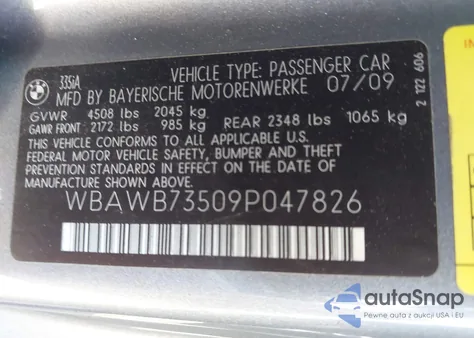 BMW
335iA
VEHICLE TYPE: PASSENGER CAR
MFD BY BAYERISCHE MOTORENWERKE 07/09
GVWR 4508 lbs 2045 kg
GAWR FRONT 2172 lbs 985 kg REAR 2348 lbs 1065 kg
THIS VEHICLE CONFORMS TO ALL APPLICABLE U.S.
FEDERAL MOTOR VEHICLE SAFETY, BUMPER AND THEFT
PREVENTION STANDARDS IN EFFECT ON THE DATE OF
MANUFACTURE SHOWN ABOVE.
WBAWB73509P047826
2 122 606
autoSnap
Auto z aukcji online USA i EU